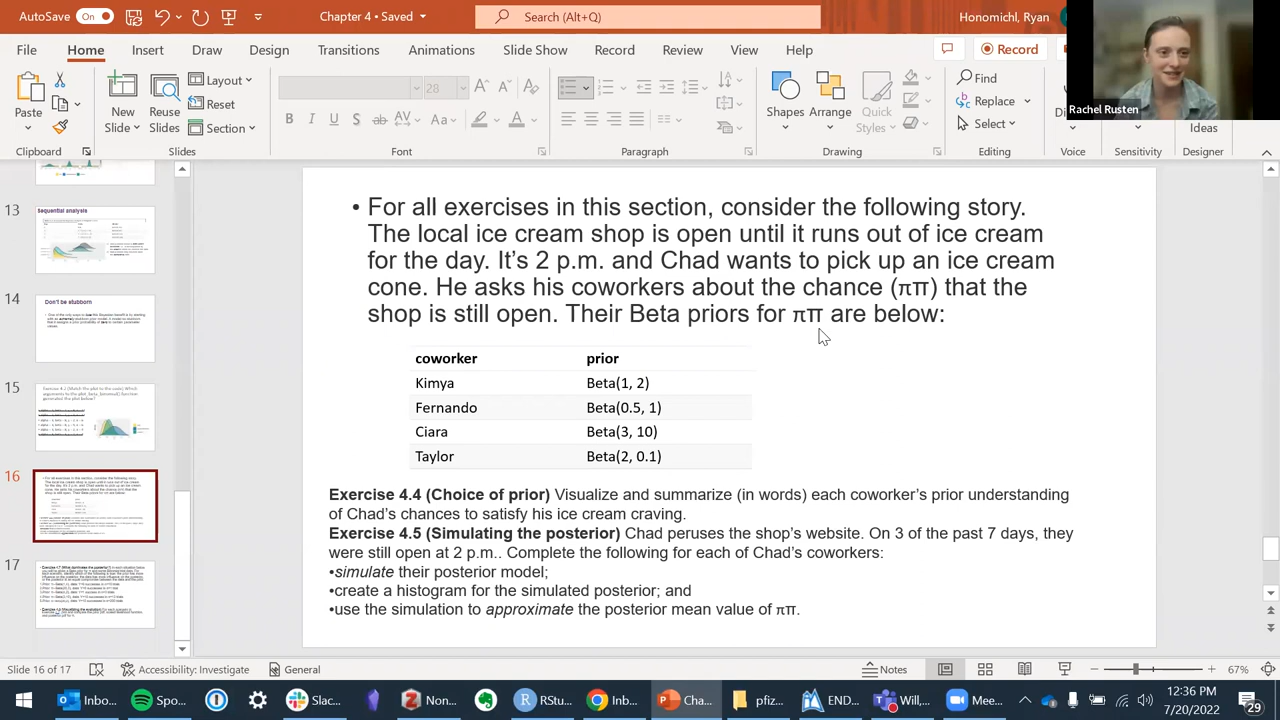 AutoSave On Chapter 4 • Saved Search (Alt+Q) Honomichl, Ryan
File Home Insert Draw Design Transitions Animations Slide Show Record Review View Help Record
Rachel Rusten
Paste New Slide Reuse Slides Layout Reset Section
Shapes Arrange Quick Styles Find Replace Select Ideas
Clipboard Slides Font Paragraph Drawing Editing Voice Sensitivity Designer
13
Sequential analysis
14
Don't be stubborn
15
16
17
• For all exercises in this section, consider the following story.
The local ice cream shop is open until it runs out of ice cream
for the day. It's 2 p.m. and Chad wants to pick up an ice cream
cone. He asks his coworkers about the chance (ππ) that the
shop is still open. Their Beta priors for ππ are below:
coworker prior
Kimya Beta(1, 2)
Fernando Beta(0.5, 1)
Ciara Beta(3, 10)
Taylor Beta(2, 0.1)
Exercise 4.4 (Choice of prior) Visualize and summarize (in words) each coworker's prior understanding
of Chad's chances to satisfy his ice cream craving.
Exercise 4.5 (Simulating the posterior) Chad peruses the shop's website. On 3 of the past 7 days, they
were still open at 2 p.m.. Complete the following for each of Chad's coworkers:
•simulate their posterior model;
•create a histogram for the simulated posterior; and
•use the simulation to approximate the posterior mean value of ππ.
Slide 16 of 17 Accessibility: Investigate General Notes 67%
Inbo... Spo... Slac... Non... RStu... Inb... Cha... pfiz... END... Will,... Mee... 12:36 PM
7/20/2022 29